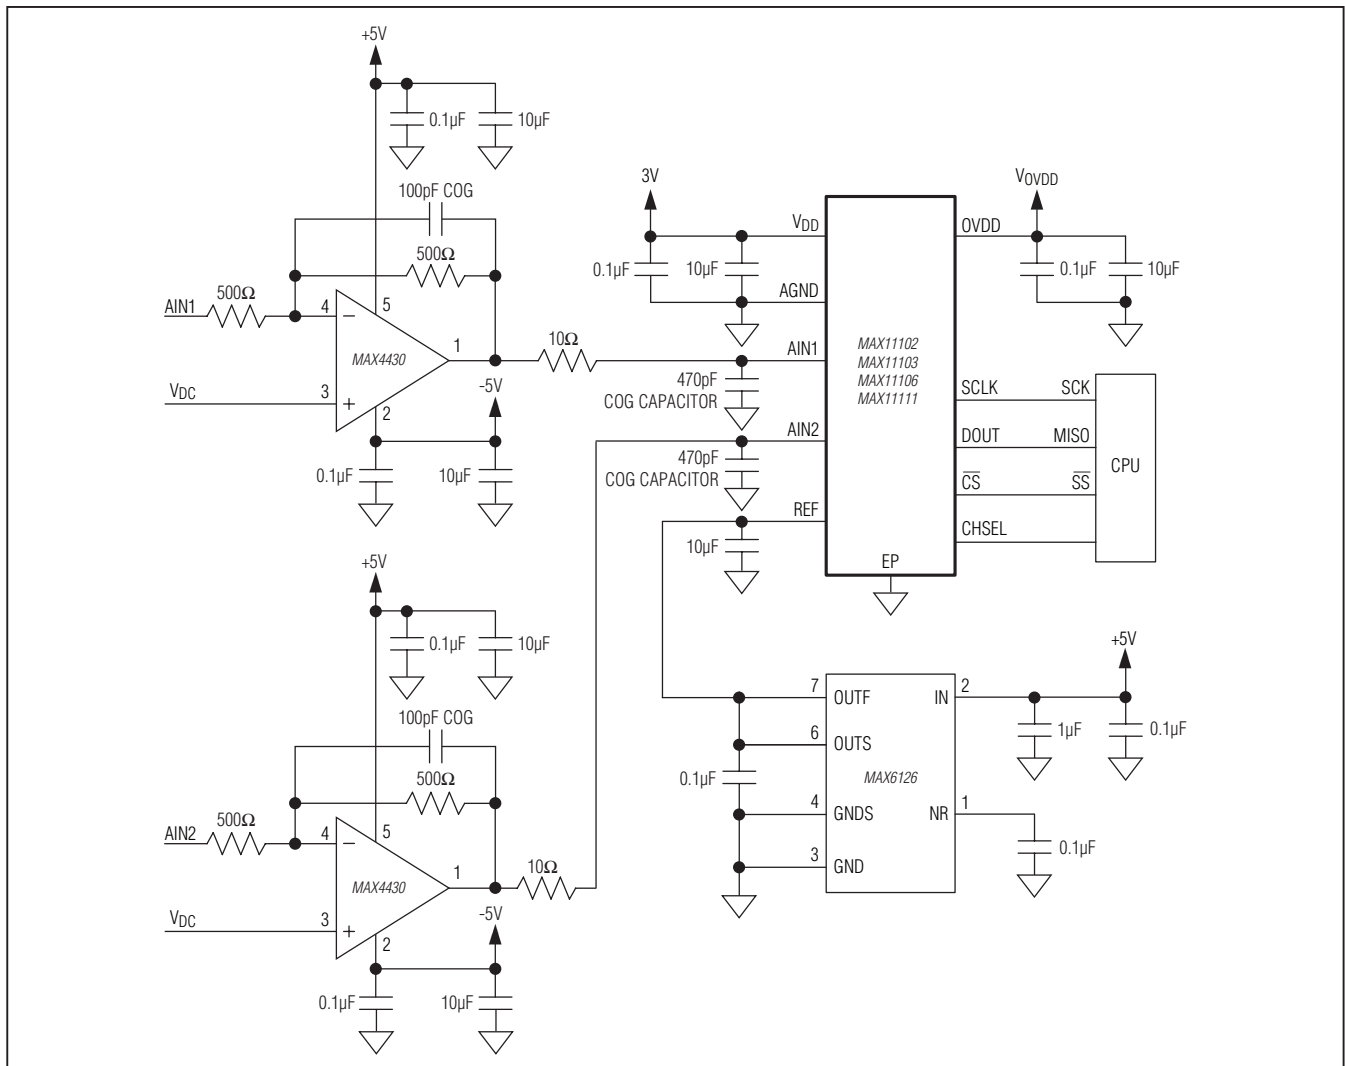 +5V
0.1µF
10µF
100pF COG
500Ω
500Ω
AIN1
4
5
−
MAX4430
1
VDC
3
+
2
10Ω
-5V
0.1µF
10µF
3V
VDD
0.1µF
10µF
AGND
AIN1
470pF
COG CAPACITOR
AIN2
470pF
COG CAPACITOR
REF
10µF
MAX11102
MAX11103
MAX11106
MAX11111
EP
VOVDD
OVDD
0.1µF
10µF
SCLK
SCK
DOUT
MISO
C̅S̅
S̅S̅
CHSEL
CPU
+5V
0.1µF
10µF
100pF COG
500Ω
500Ω
AIN2
4
5
−
MAX4430
1
VDC
3
+
2
10Ω
-5V
0.1µF
10µF
7
OUTF
6
OUTS
0.1µF
4
GNDS
3
GND
MAX6126
IN
2
+5V
1µF
0.1µF
NR
1
0.1µF